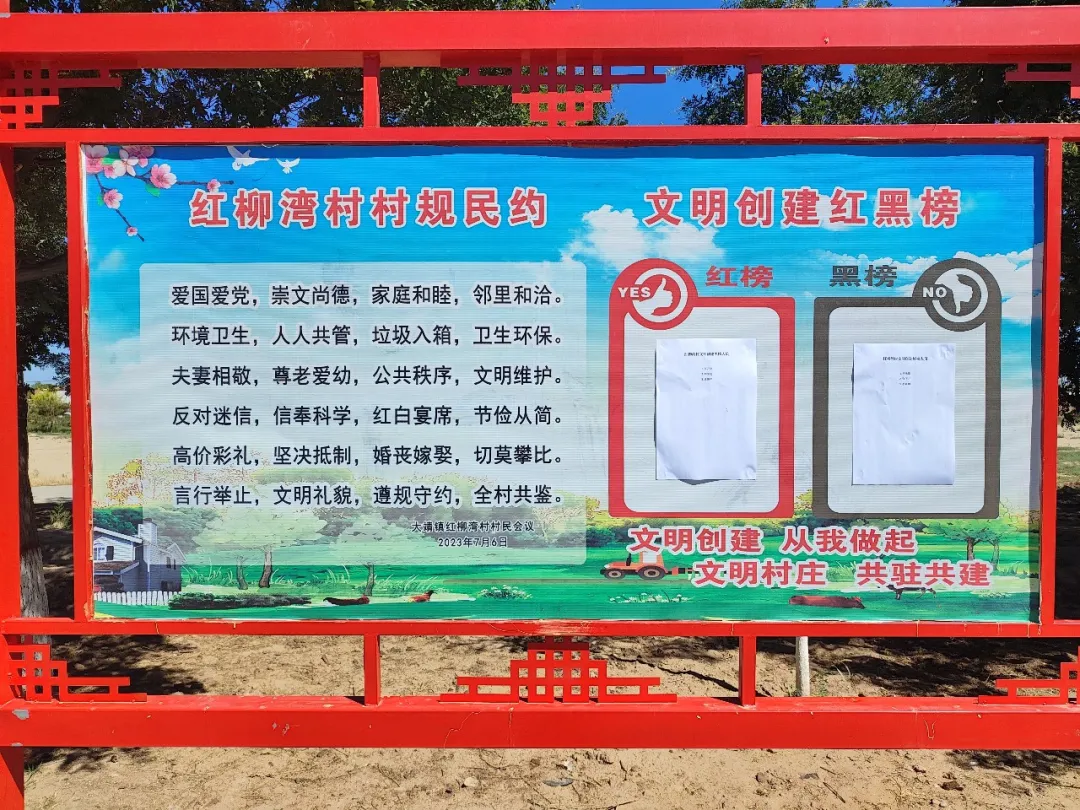 红柳湾村村规民约
爱国爱党，崇文尚德，家庭和睦，邻里和洽。
环境卫生，人人共管，垃圾入箱，卫生环保。
夫妻相敬，尊老爱幼，公共秩序，文明维护。
反对迷信，信奉科学，红白宴席，节俭从简。
高价彩礼，坚决抵制，婚丧嫁娶，切莫攀比。
言行举止，文明礼貌，遵规守约，全村共鉴。
大靖镇红柳湾村村民会议
2023年7月6日
文明创建红黑榜
YES
红榜
黑榜
NO
文明创建 从我做起
文明村庄 共驻共建